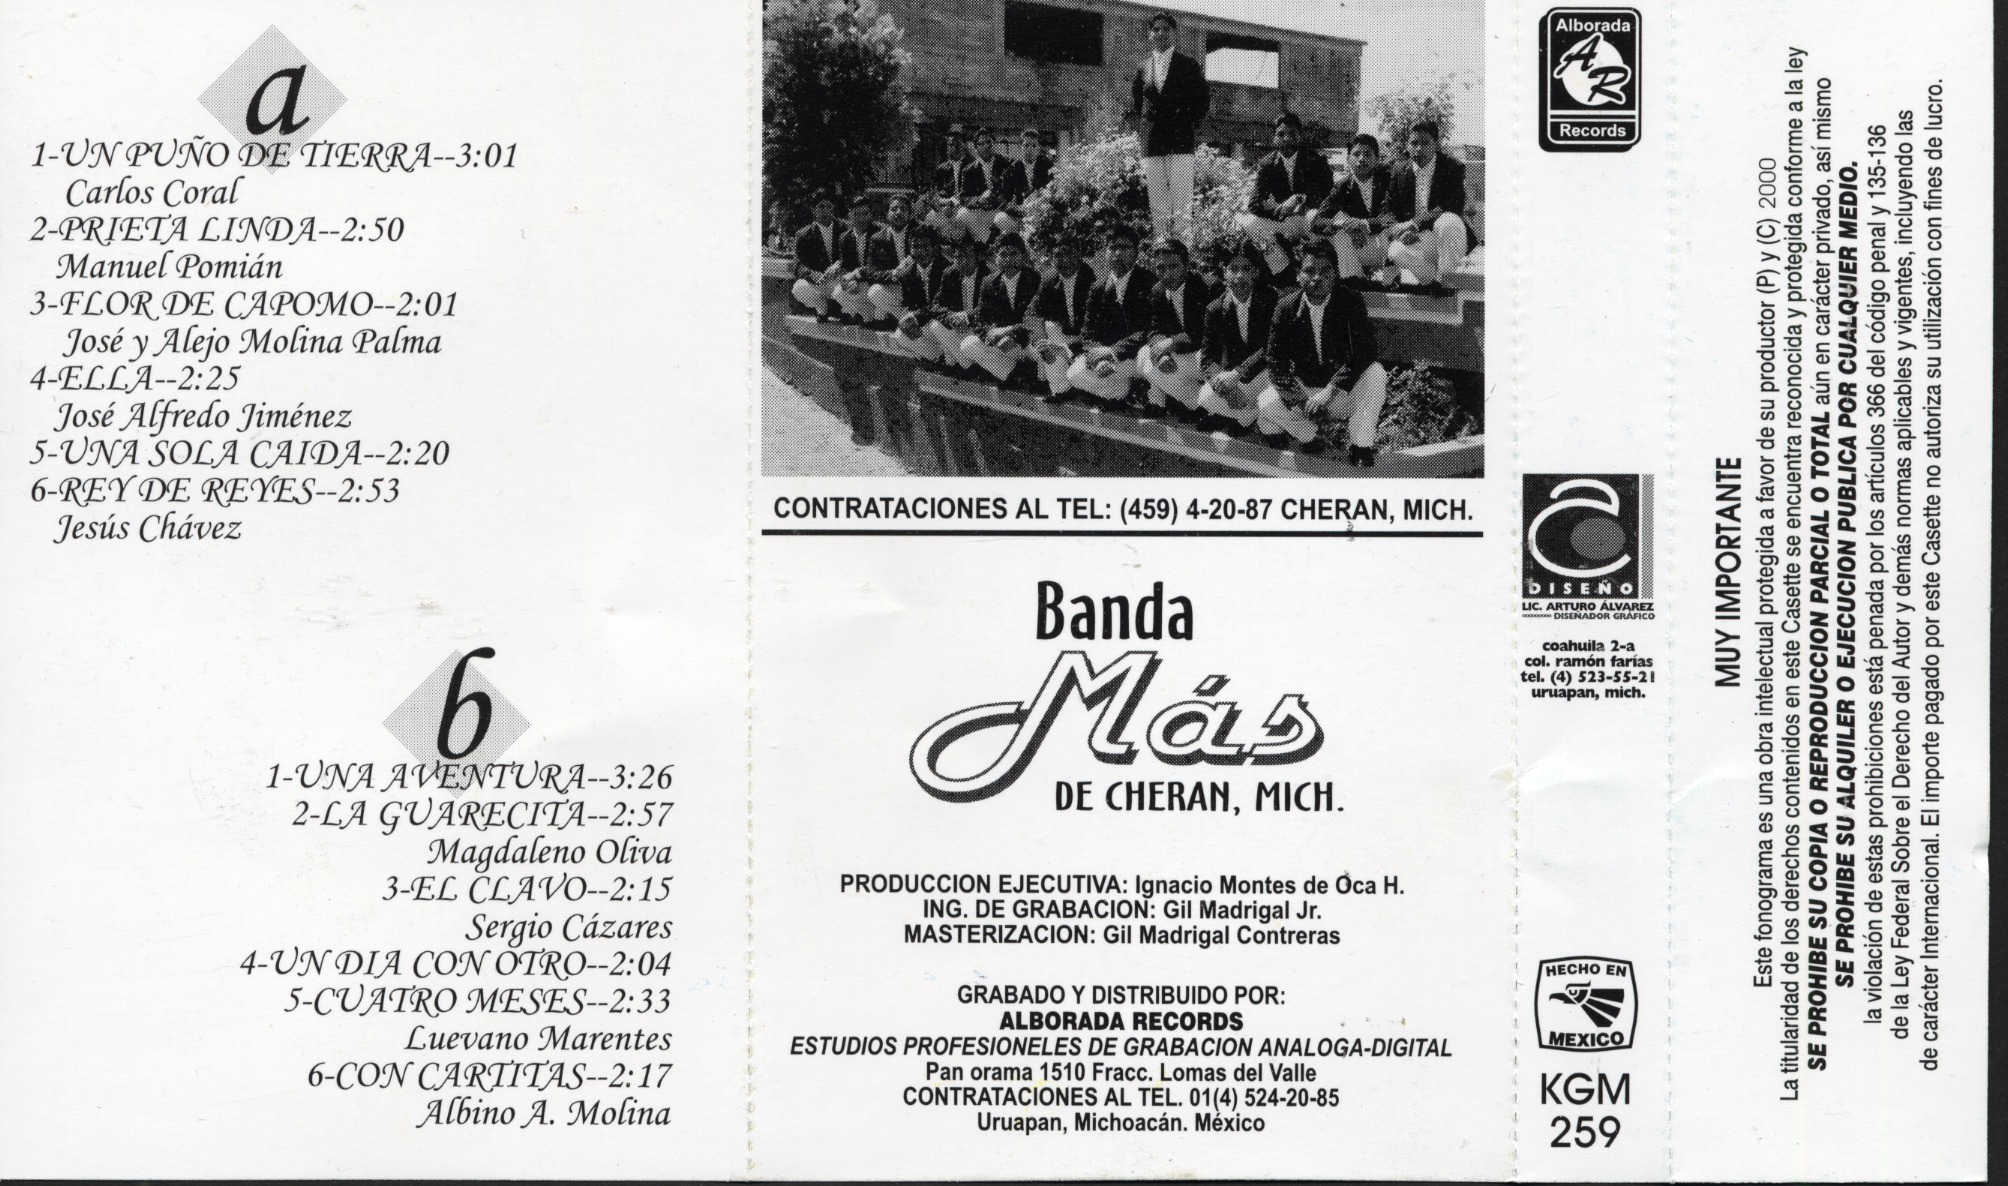 a
1-UN PUÑO DE TIERRA--3:01
Carlos Coral
2-PRIETA LINDA--2:50
Manuel Pomián
3-FLOR DE CAPOMO--2:01
José y Alejo Molina Palma
4-ELLA--2:25
José Alfredo Jiménez
5-UNA SOLA CAIDA--2:20
6-REY DE REYES--2:53
Jesús Chávez
b
1-UNA AVENTURA--3:26
2-LA GUARECITA--2:57
Magdaleno Oliva
3-EL CLAVO--2:15
Sergio Cázares
4-UN DIA CON OTRO--2:04
5-CUATRO MESES--2:33
Luevano Marentes
6-CON CARTITAS--2:17
Albino A. Molina
CONTRATACIONES AL TEL: (459) 4-20-87 CHERAN, MICH.
Banda
Más
DE CHERAN, MICH.
PRODUCCION EJECUTIVA: Ignacio Montes de Oca H.
ING. DE GRABACION: Gil Madrigal Jr.
MASTERIZACION: Gil Madrigal Contreras
GRABADO Y DISTRIBUIDO POR:
ALBORADA RECORDS
ESTUDIOS PROFESIONELES DE GRABACION ANALOGA-DIGITAL
Pan orama 1510 Fracc. Lomas del Valle
CONTRATACIONES AL TEL. 01(4) 524-20-85
Uruapan, Michoacán. México
Alborada
AR
Records
DISEÑO
LIC. ARTURO ÁLVAREZ
DISEÑADOR GRÁFICO
coahuila 2-a
col. ramón farías
tel. (4) 523-55-21
uruapan, mich.
HECHO EN
MEXICO
KGM
259
MUY IMPORTANTE
Este fonograma es una obra intelectual protegida a favor de su productor (P) y (C) 2000
La titularidad de los derechos contenidos en este Casette se encuentra reconocida y protegida conforme a la ley
SE PROHIBE SU COPIA O REPRODUCCION PARCIAL O TOTAL aún en carácter privado, así mismo
SE PROHIBE SU ALQUILER O EJECUCION PUBLICA POR CUALQUIER MEDIO.
la violación de estas prohibiciones está penada por los artículos 366 del código penal y 135-136
de la Ley Federal Sobre el Derecho del Autor y demás normas aplicables y vigentes, incluyendo las
de carácter Internacional. El importe pagado por este Casette no autoriza su utilización con fines de lucro.